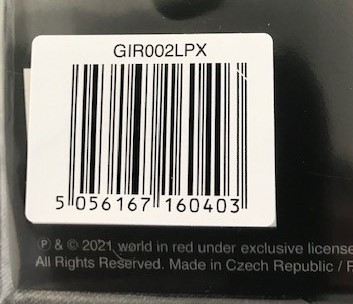 GIR002LPX
5 056167 160403
℗ & © 2021 world in red under exclusive license
All Rights Reserved. Made in Czech Republic /